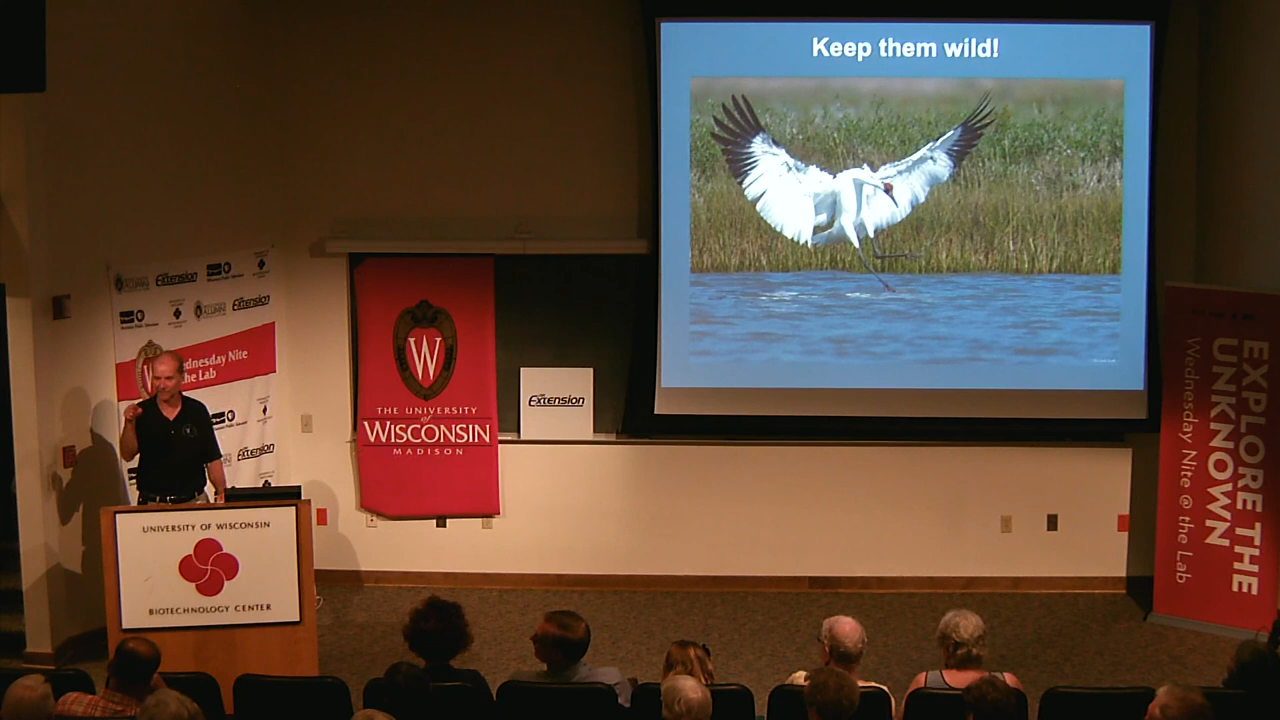 Keep them wild!
Extension
Extension
Wednesday Nite
the Lab
Extension
W
THE UNIVERSITY
of
WISCONSIN
MADISON
Extension
UNIVERSITY OF WISCONSIN
BIOTECHNOLOGY CENTER
EXPLORE THE
UNKNOWN
Wednesday Nite @ the Lab